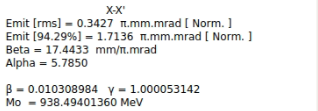 X-X'
Emit [rms] = 0.3427 π.mm.mrad [ Norm. ]
Emit [94.29%] = 1.7136 π.mm.mrad [ Norm. ]
Beta = 17.4433 mm/π.mrad
Alpha = 5.7850
β = 0.010308984 γ = 1.000053142
Mo = 938.49401360 MeV